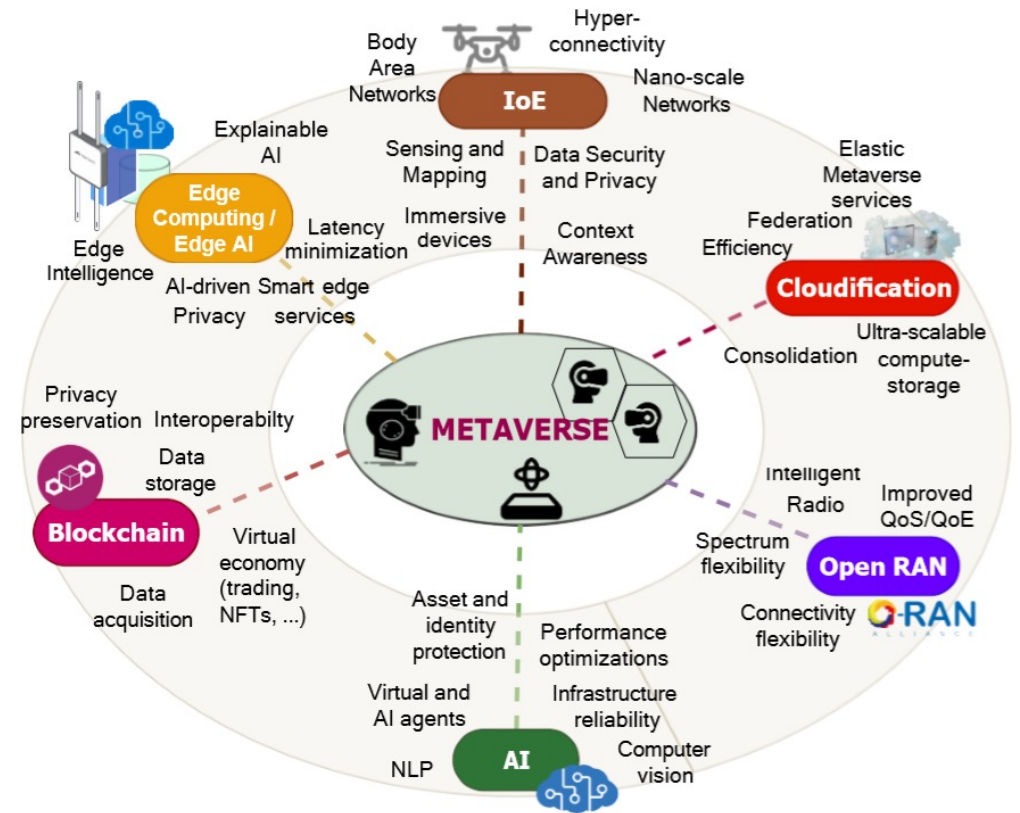 Hyper-
connectivity
Body
Area
Networks
IoE
Nano-scale
Networks
Explainable
AI
Sensing and
Mapping
Data Security
and Privacy
Elastic
Metaverse
services
Edge
Computing /
Edge AI
Immersive
devices
Context
Awareness
Federation
Efficiency
Latency
minimization
Edge
Intelligence
Cloudification
AI-driven
Privacy
Smart edge
services
Consolidation
Ultra-scalable
compute-
storage
Privacy
preservation
Interoperabilty
METAVERSE
Data
storage
Intelligent
Radio
Improved
QoS/QoE
Blockchain
Virtual
economy
(trading,
NFTs, ...)
Spectrum
flexibility
Open RAN
Data
acquisition
Asset and
identity
protection
Connectivity
flexibility
O-RAN
ALLIANCE
Performance
optimizations
Virtual and
AI agents
Infrastructure
reliability
NLP
AI
Computer
vision